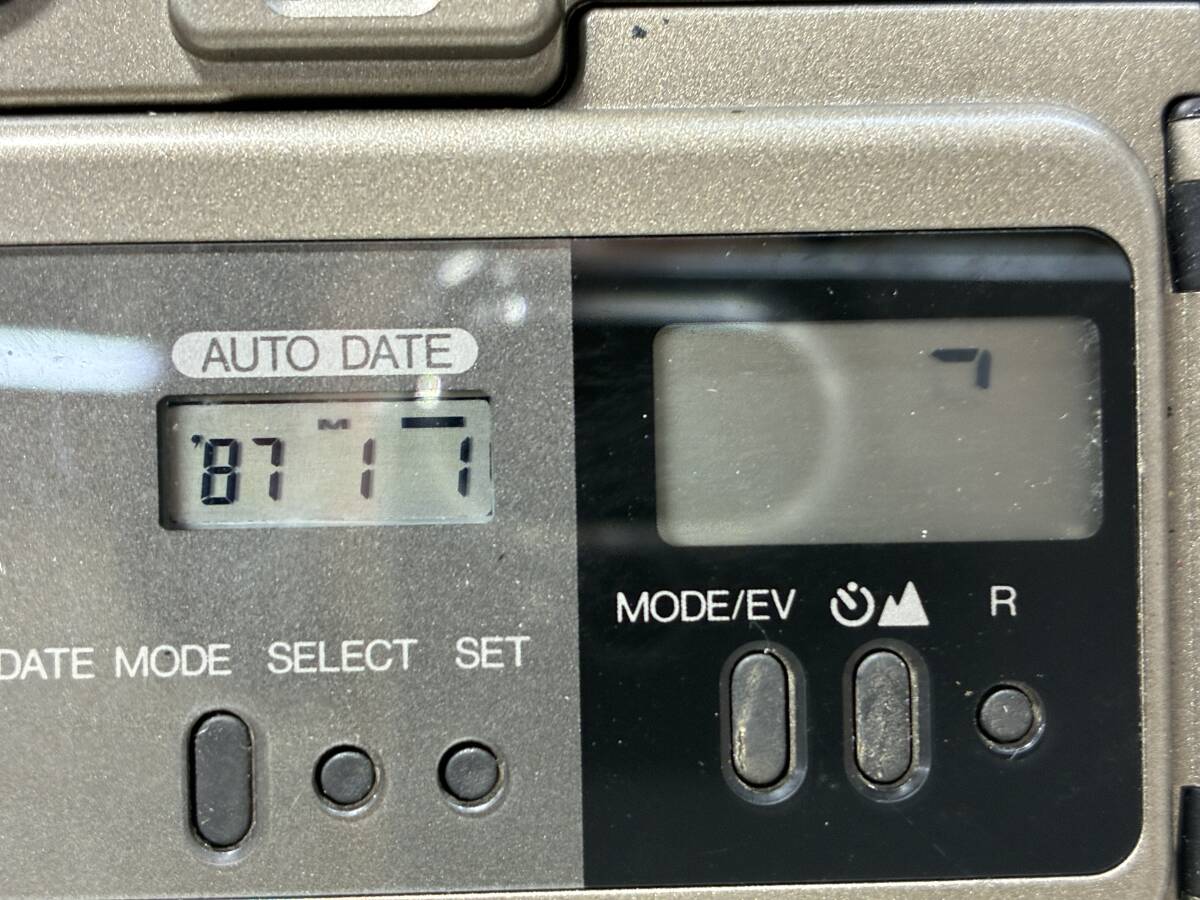 AUTO DATE
M
'87 1 1
DATE MODE SELECT SET
MODE/EV
R